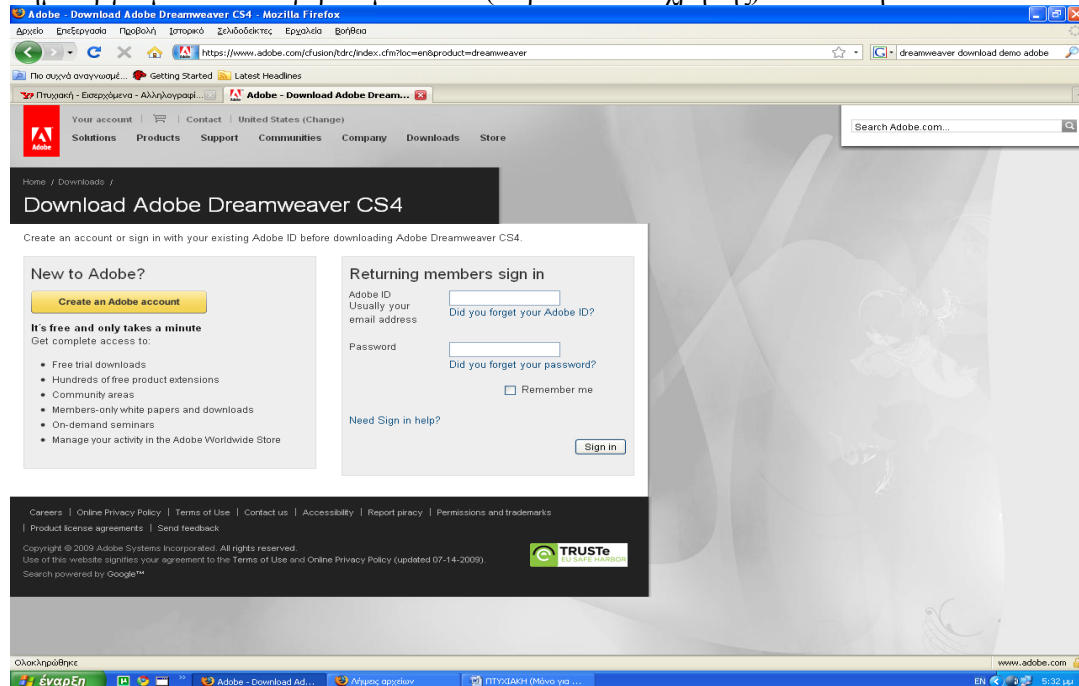 Adobe - Download Adobe Dreamweaver CS4 - Mozilla Firefox
Αρχείο Επεξεργασία Προβολή Ιστορικό Σελιδοδείκτες Εργαλεία Βοήθεια
https://www.adobe.com/cfusion/tdrc/index.cfm?loc=en&product=dreamweaver
dreamweaver download demo adobe
Πιο συχνά αναγνωσμέ... Getting Started Latest Headlines
Πτυχιακή - Εισερχόμενα - Αλληλογραφί... Adobe - Download Adobe Dream...
Your account | Contact | United States (Change)
Search Adobe.com...
Adobe
Solutions Products Support Communities Company Downloads Store
Home / Downloads /
Download Adobe Dreamweaver CS4
Create an account or sign in with your existing Adobe ID before downloading Adobe Dreamweaver CS4.
New to Adobe?
Create an Adobe account
It's free and only takes a minute
Get complete access to:
• Free trial downloads
• Hundreds of free product extensions
• Community areas
• Members-only white papers and downloads
• On-demand seminars
• Manage your activity in the Adobe Worldwide Store
Returning members sign in
Adobe ID
Usually your
email address
Did you forget your Adobe ID?
Password
Did you forget your password?
Remember me
Need Sign in help?
Sign in
Careers | Online Privacy Policy | Terms of Use | Contact us | Accessibility | Report piracy | Permissions and trademarks
| Product license agreements | Send feedback
Copyright © 2009 Adobe Systems Incorporated. All rights reserved.
Use of this website signifies your agreement to the Terms of Use and Online Privacy Policy (updated 07-14-2009).
Search powered by Google™
TRUSTe
EU SAFE HARBOR
Ολοκληρώθηκε
www.adobe.com
έναρξη
Adobe - Download Ad... Λήψεις αρχείων ΠΤΥΧΙΑΚΗ (Μόνο για ...
EN 5:32 μμ